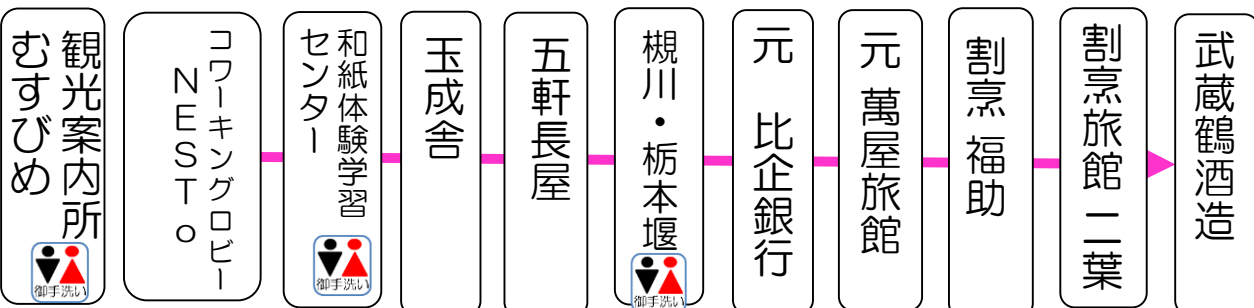 観光案内所
むすびめ
御手洗い
コワーキングロビー
NESTo
和紙体験学習
センター
御手洗い
玉成舎
五軒長屋
槻川・栃本堰
御手洗い
元 比企銀行
元 萬屋旅館
割烹 福助
割烹旅館 二葉
武蔵鶴酒造